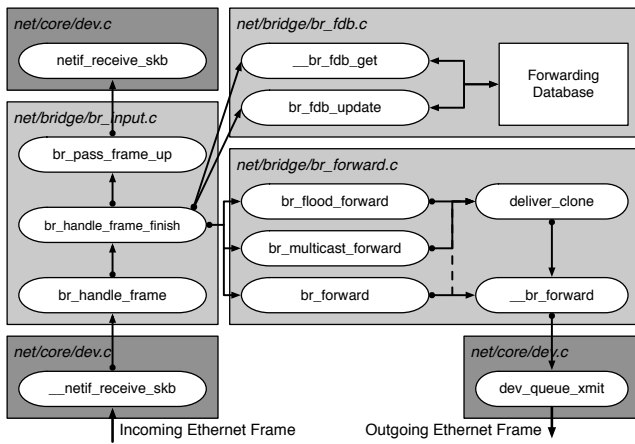 net/core/dev.c
netif_receive_skb
net/bridge/br_fdb.c
__br_fdb_get
br_fdb_update
Forwarding
Database
net/bridge/br_input.c
br_pass_frame_up
br_handle_frame_finish
br_handle_frame
net/bridge/br_forward.c
br_flood_forward
deliver_clone
br_multicast_forward
br_forward
__br_forward
net/core/dev.c
__netif_receive_skb
net/core/dev.c
dev_queue_xmit
Incoming Ethernet Frame
Outgoing Ethernet Frame